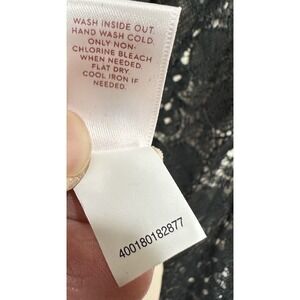 WASH INSIDE OUT.
HAND WASH COLD.
ONLY NON-
CHLORINE BLEACH
WHEN NEEDED.
FLAT DRY.
COOL IRON IF
NEEDED.
400180182877